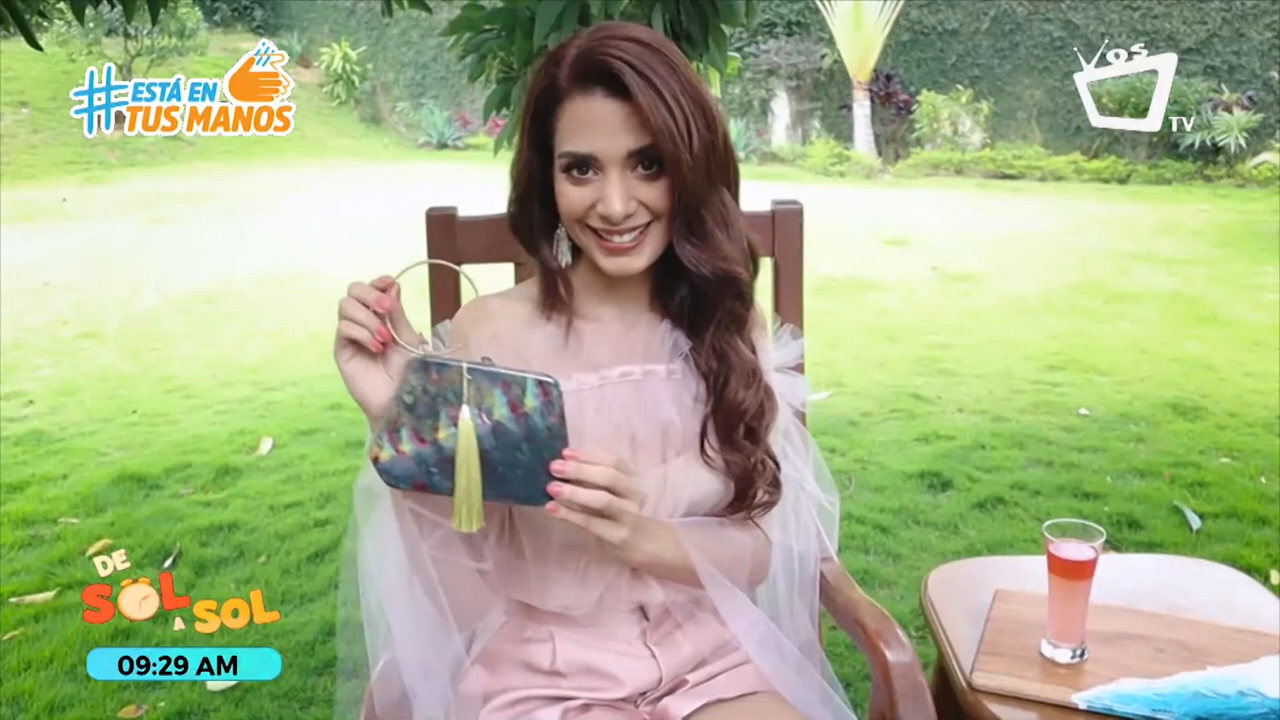 #ESTÁ EN
TUS MANOS
VOS
TV
DE
SOL
A SOL
09:29 AM